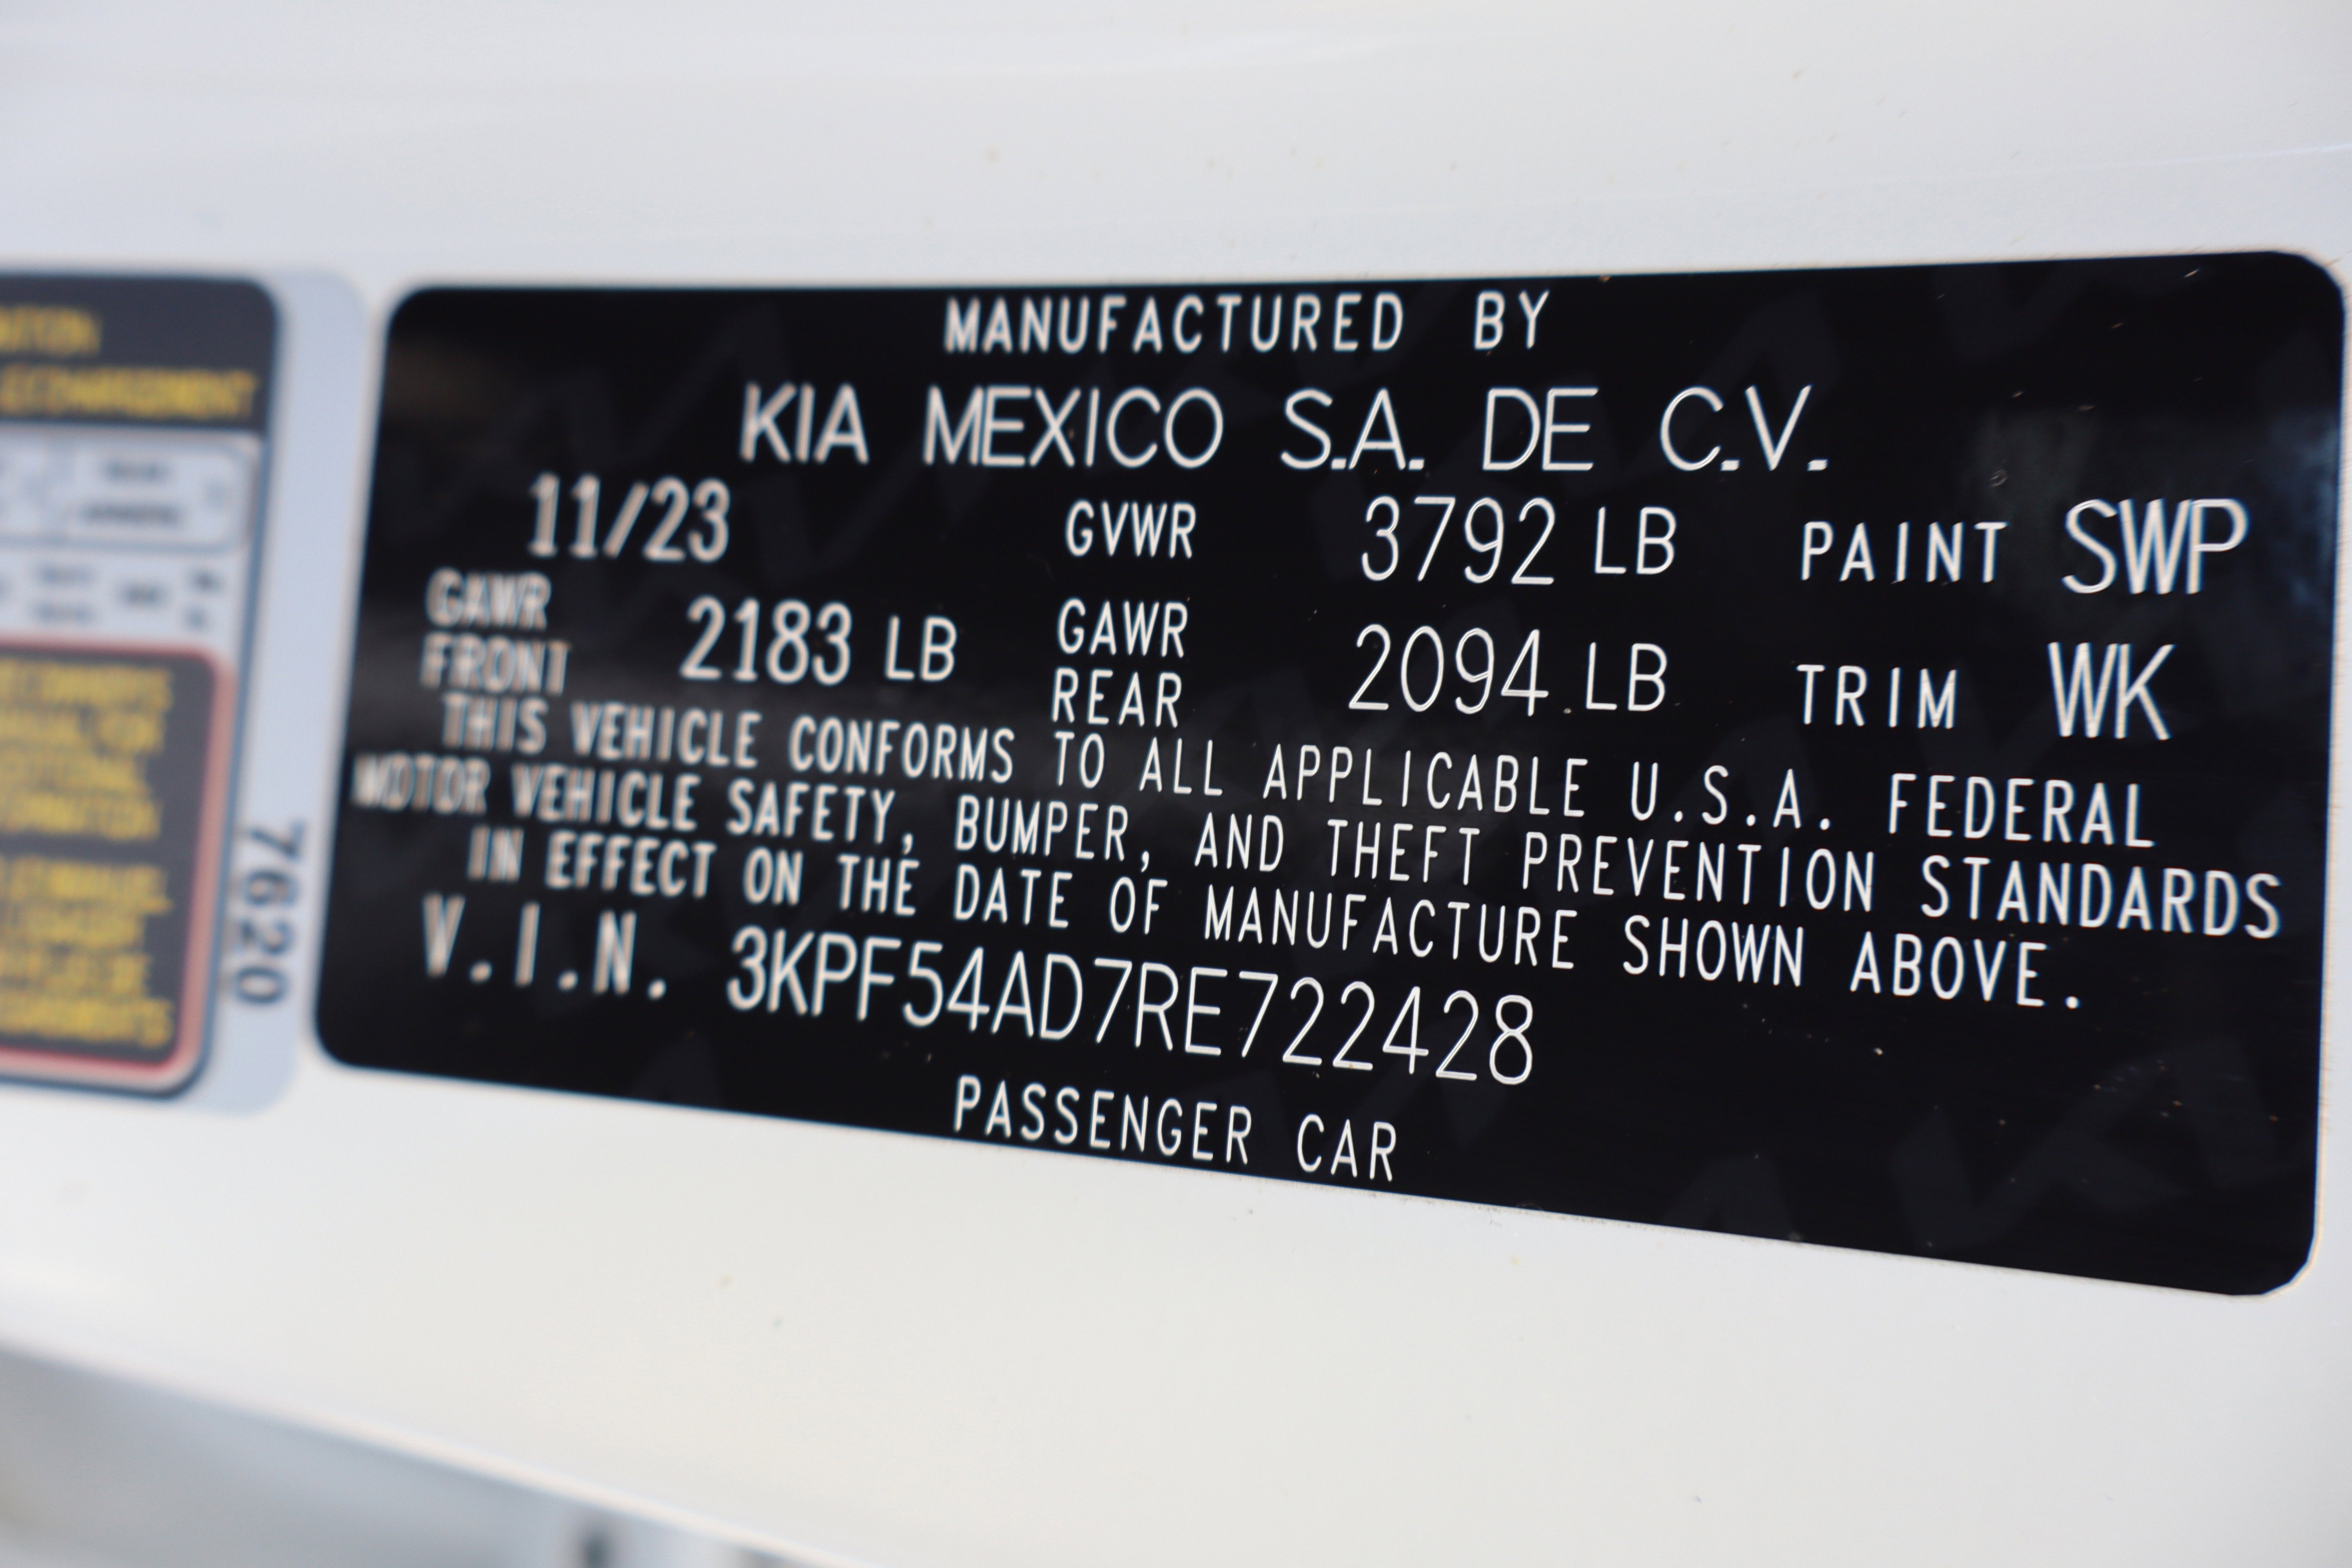 MANUFACTURED BY
KIA MEXICO S.A. DE C.V.
11/23 GVWR 3792 LB PAINT SWP
GAWR FRONT 2183 LB GAWR REAR 2094 LB TRIM WK
THIS VEHICLE CONFORMS TO ALL APPLICABLE U.S.A. FEDERAL
MOTOR VEHICLE SAFETY, BUMPER, AND THEFT PREVENTION STANDARDS
IN EFFECT ON THE DATE OF MANUFACTURE SHOWN ABOVE.
V.I.N. 3KPF54AD7RE722428
PASSENGER CAR
7620